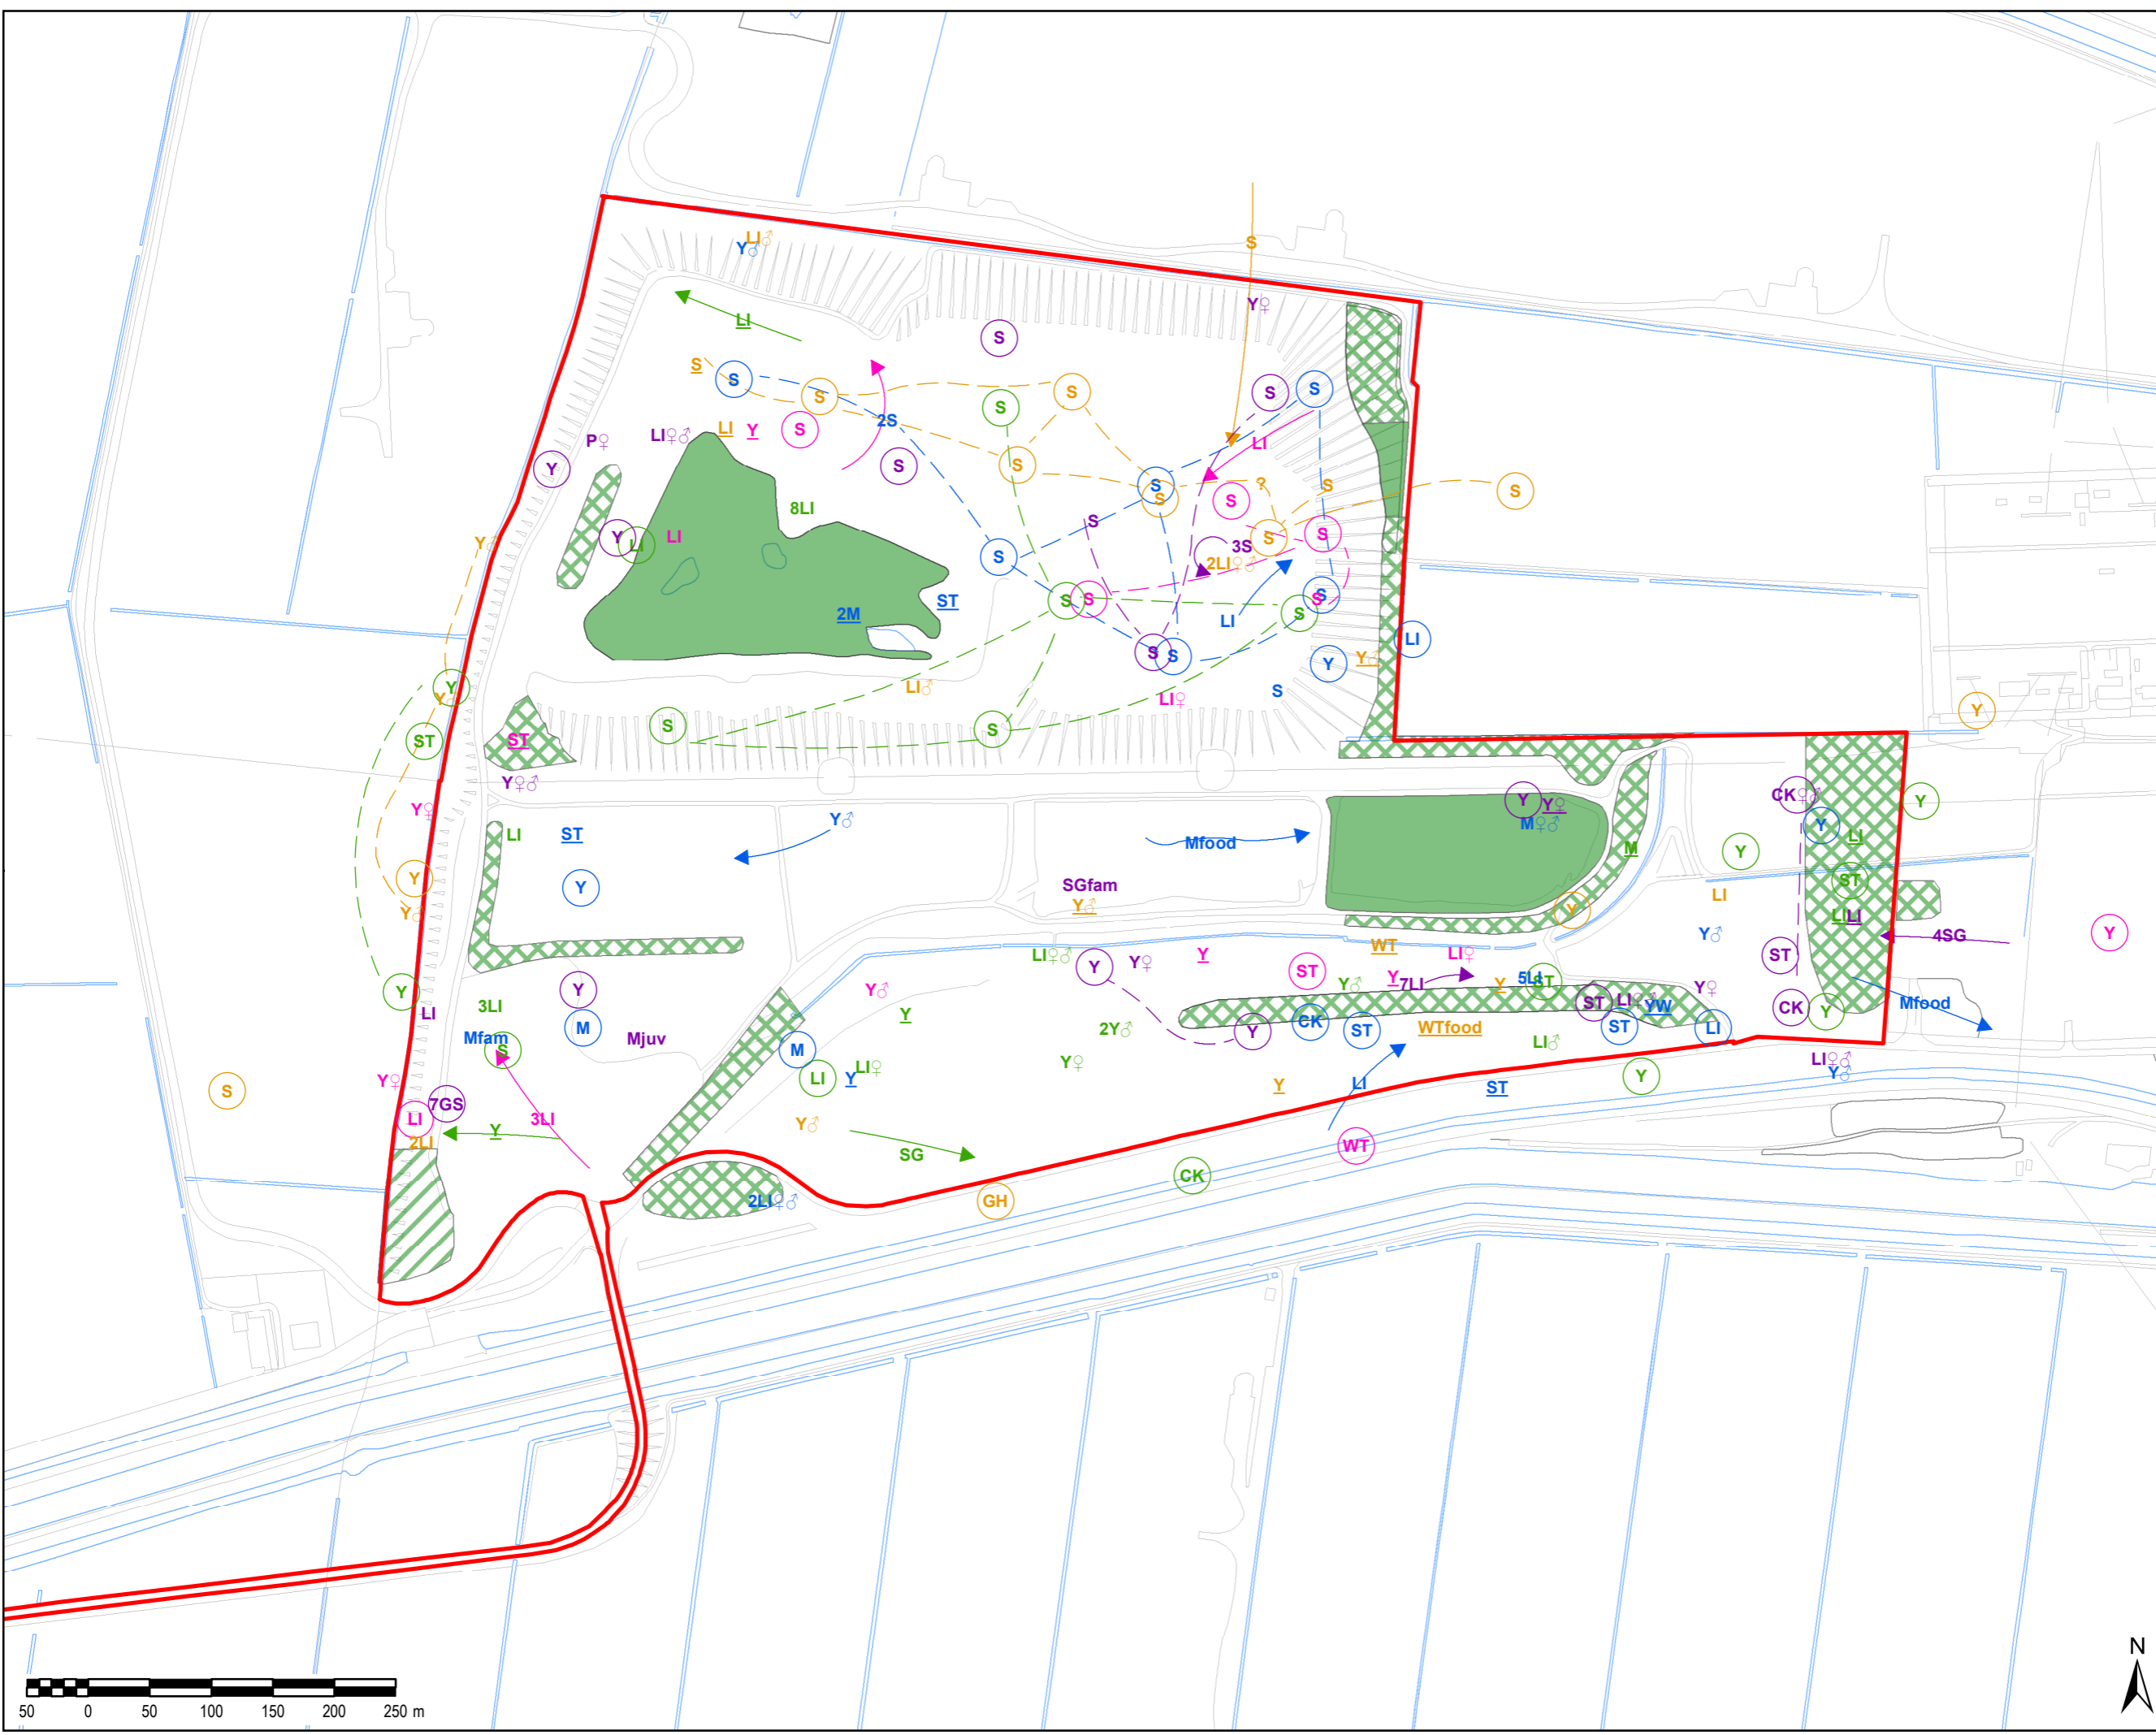 LI♂
Y♂
S
Y♀
LI
S
S
S
S
S
S
S
S
S
2S
LI
Y
S
LI
P♀
LI♀♂
Y
S
S
S
?
S
S
S
S
8LI
S
Y
LI
LI
Y♂
S
3S
S
S
2LI♀♂
S
2M
ST
S
S
S
S
S
LI
LI
S
S
Y
Y♂
Y
Y
LI♂
LI♀
S
Y
S
S
ST
ST
Y♀♂
Y♀
LI
ST
Y♂
Mfood
Y
Y♀
M♀♂
M
CK♀♂
Y
Y
LI
Y
Y
Y
SGfam
Y♂
Y
LI
ST
LILI
Y♂
Y♂
Y
4SG
WT
LI♀♂
Y
Y♀
Y
LI♀
ST
ST
Y
Y
LI
3LI
M
Y♂
Y
Y♂
Y
7LI
Y
5LI
ST
ST
LI♀♂
YW
Y♀
CK
Y
Mfood
Mfam
S
Mjuv
M
2Y♂
Y
CK
ST
WTfood
ST
LI
LI♂
Y♀
LI
Y
LI♀
Y♀
LI♀♂
Y♂
S
7GS
LI
Y
LI
ST
Y
2LI
Y
3LI
Y♂
SG
WT
CK
GH
2LI♀♂
N
50 0 50 100 150 200 250 m